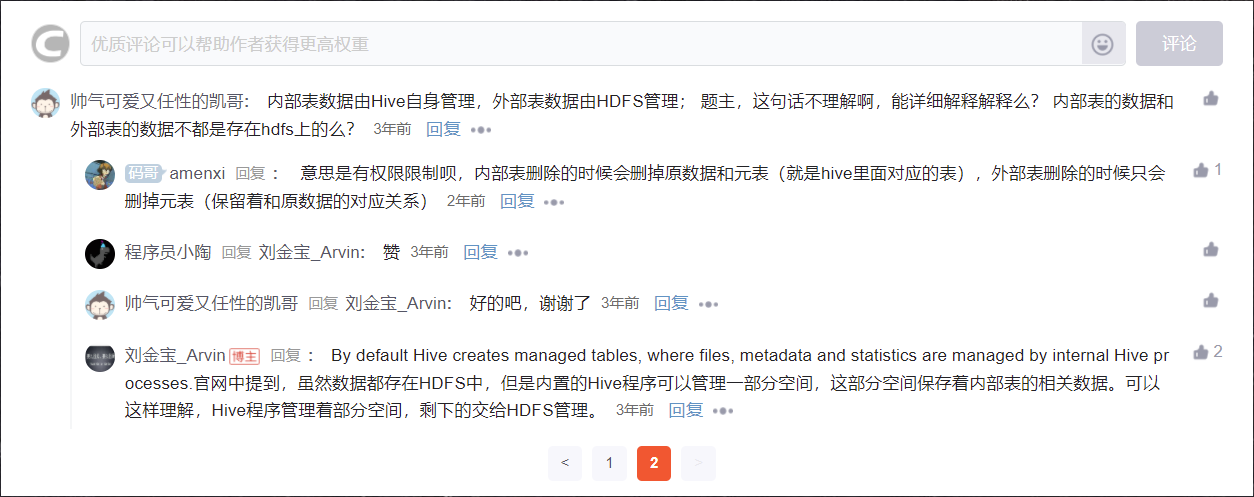 优质评论可以帮助作者获得更高权重
评论
帅气可爱又任性的凯哥： 内部表数据由Hive自身管理，外部表数据由HDFS管理； 题主，这句话不理解啊，能详细解释解释么？ 内部表的数据和
外部表的数据不都是存在hdfs上的么？ 3年前 回复 •••
码哥 amenxi 回复： 意思是有权限限制呗，内部表删除的时候会删掉原数据和元表（就是hive里面对应的表），外部表删除的时候只会 1
删掉元表（保留着和原数据的对应关系） 2年前 回复 •••
程序员小陶 回复 刘金宝_Arvin： 赞 3年前 回复 •••
帅气可爱又任性的凯哥 回复 刘金宝_Arvin： 好的吧，谢谢了 3年前 回复 •••
刘金宝_Arvin 博主 回复： By default Hive creates managed tables, where files, metadata and statistics are managed by internal Hive pr 2
ocesses.官网中提到，虽然数据都存在HDFS中，但是内置的Hive程序可以管理一部分空间，这部分空间保存着内部表的相关数据。可以
这样理解，Hive程序管理着部分空间，剩下的交给HDFS管理。 3年前 回复 •••
< 1 2 >